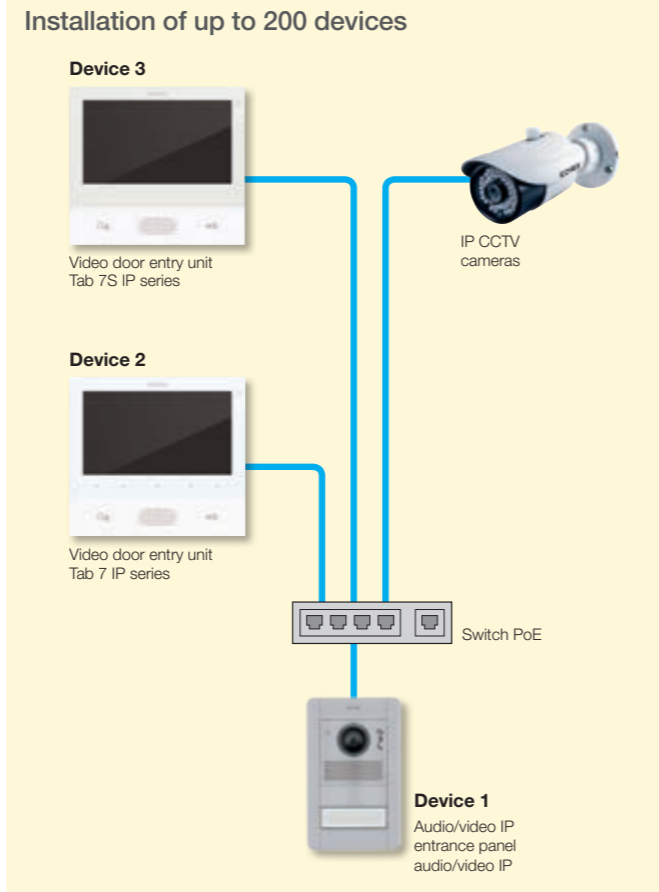 Installation of up to 200 devices
Device 3
Video door entry unit
Tab 7S IP series
IP CCTV
cameras
Device 2
Video door entry unit
Tab 7 IP series
Switch PoE
Device 1
Audio/video IP
entrance panel
audio/video IP